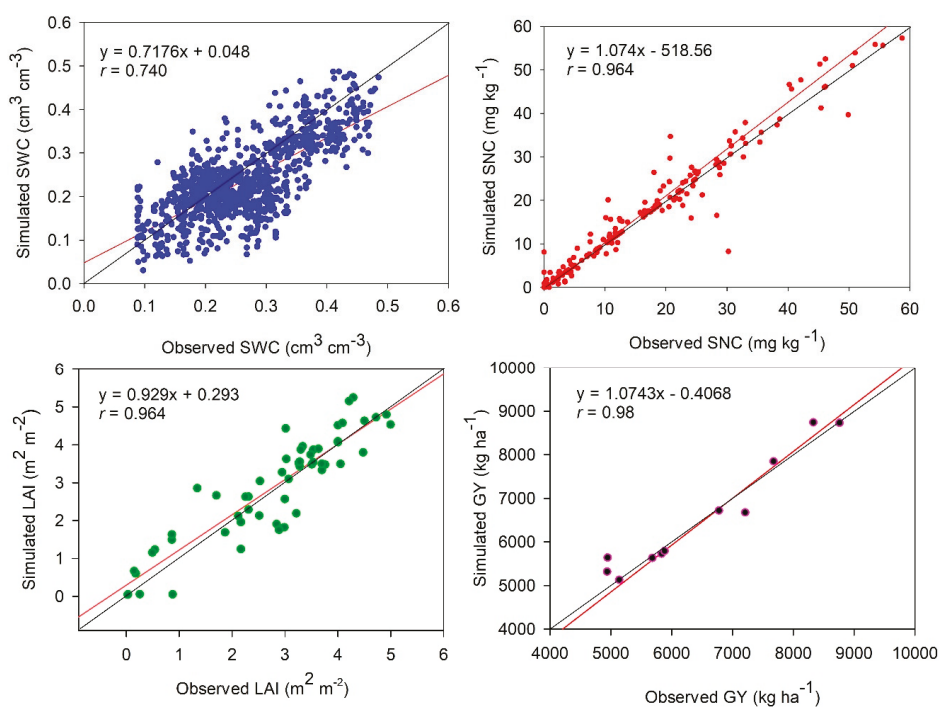 y = 0.7176x + 0.048
r = 0.740
Simulated SWC (cm3 cm-3)
0.6
0.5
0.4
0.3
0.2
0.1
0.0
0.0 0.1 0.2 0.3 0.4 0.5 0.6
Observed SWC (cm3 cm-3)
y = 1.074x - 518.56
r = 0.964
Simulated SNC (mg kg -1)
60
50
40
30
20
10
0
0 10 20 30 40 50 60
Observed SNC (mg kg -1)
y = 0.929x + 0.293
r = 0.964
Simulated LAI (m2 m-2)
6
5
4
3
2
1
0
0 1 2 3 4 5 6
Observed LAI (m2 m-2)
y = 1.0743x - 0.4068
r = 0.98
Simulated GY (kg ha-1)
10000
9000
8000
7000
6000
5000
4000
4000 5000 6000 7000 8000 9000 10000
Observed GY (kg ha-1)